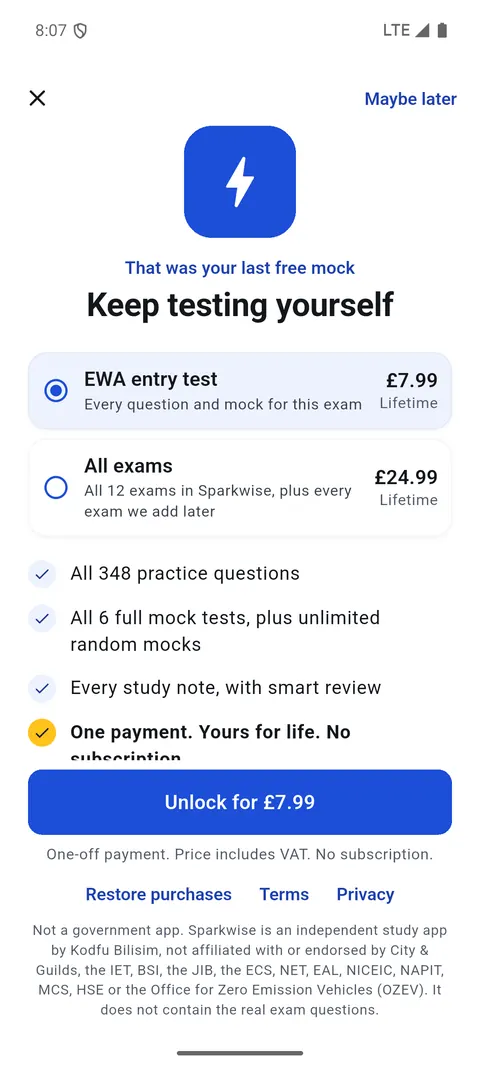 8:07
LTE
Maybe later
That was your last free mock
Keep testing yourself
EWA entry test
£7.99
Every question and mock for this exam
Lifetime
All exams
£24.99
All 12 exams in Sparkwise, plus every
exam we add later
Lifetime
All 348 practice questions
All 6 full mock tests, plus unlimited
random mocks
Every study note, with smart review
One payment. Yours for life. No
subscription
Unlock for £7.99
One-off payment. Price includes VAT. No subscription.
Restore purchases
Terms
Privacy
Not a government app. Sparkwise is an independent study app
by Kodfu Bilisim, not affiliated with or endorsed by City &
Guilds, the IET, BSI, the JIB, the ECS, NET, EAL, NICEIC, NAPIT,
MCS, HSE or the Office for Zero Emission Vehicles (OZEV). It
does not contain the real exam questions.